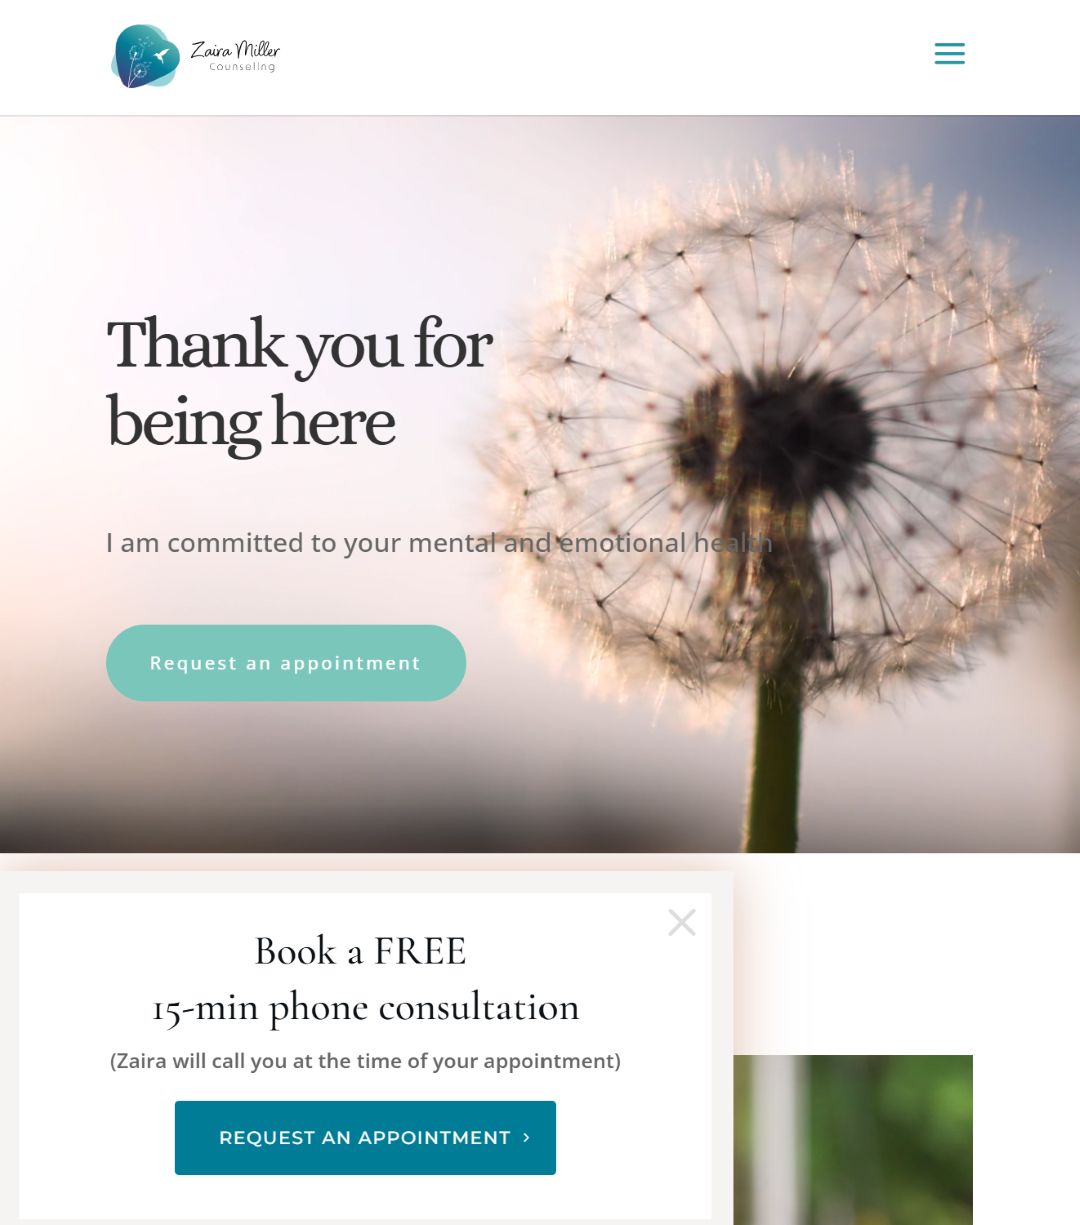 Zaira Miller
Counseling
Thank you for
being here
I am committed to your mental and emotional health
Request an appointment
Book a FREE
15-min phone consultation
(Zaira will call you at the time of your appointment)
REQUEST AN APPOINTMENT